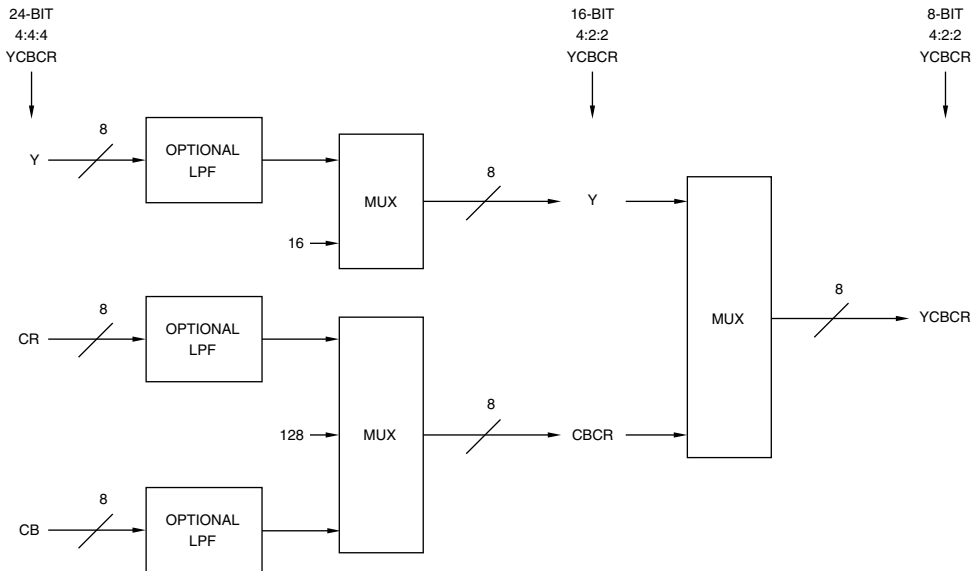 24-BIT
4:4:4
YCBCR
16-BIT
4:2:2
YCBCR
8-BIT
4:2:2
YCBCR
8
Y
OPTIONAL
LPF
16
MUX
8
Y
8
CR
OPTIONAL
LPF
128
MUX
8
CBCR
8
CB
OPTIONAL
LPF
MUX
8
YCBCR